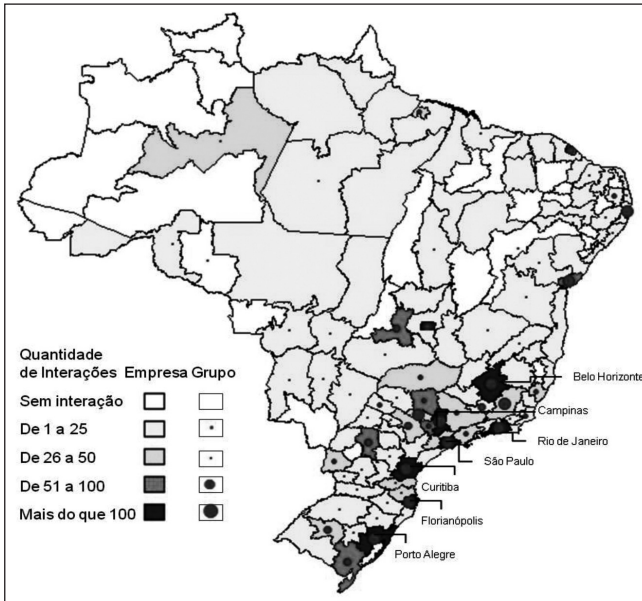 Quantidade
de Interações Empresa Grupo
Sem interação
De 1 a 25
De 26 a 50
De 51 a 100
Mais do que 100
Belo Horizonte
Campinas
Rio de Janeiro
São Paulo
Curitiba
Florianópolis
Porto Alegre